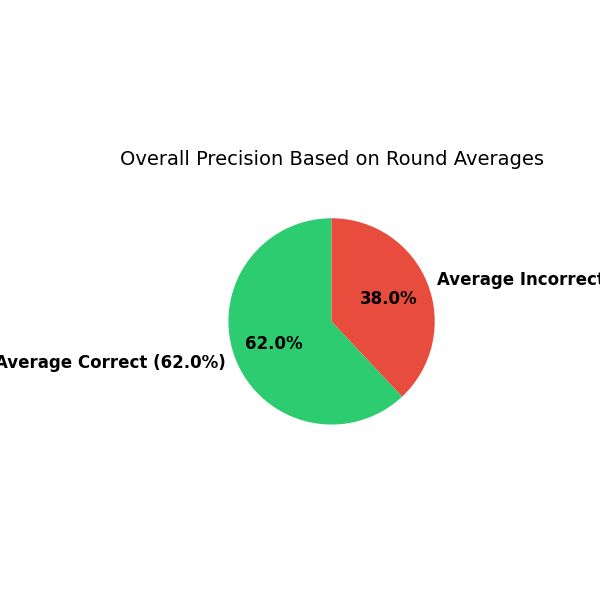 Overall Precision Based on Round Averages
Average Incorrect
38.0%
62.0%
Average Correct (62.0%)